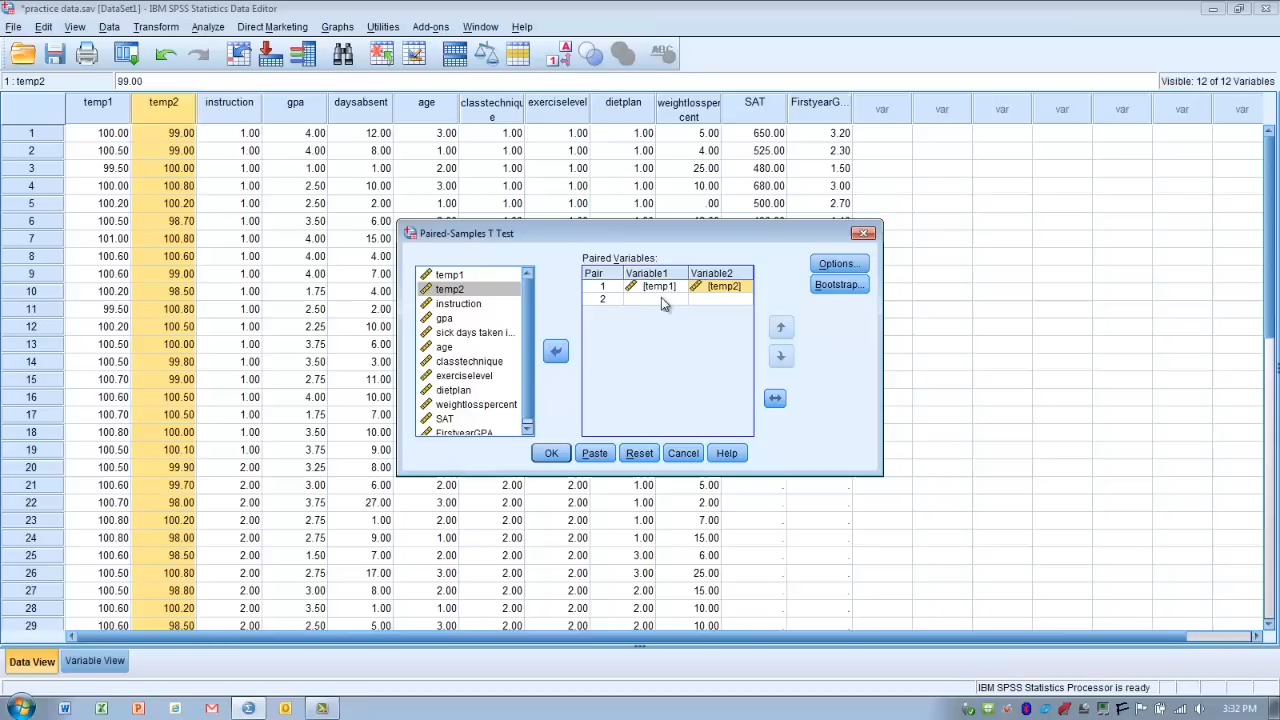 *practice data.sav [DataSet1] - IBM SPSS Statistics Data Editor
File Edit View Data Transform Analyze Direct Marketing Graphs Utilities Add-ons Window Help
1 : temp2 99.00 Visible: 12 of 12 Variables
temp1 temp2 instruction gpa daysabsent age classtechnique exerciselevel dietplan weightlosspercent SAT FirstyearG... var var var var var var var
1 100.00 99.00 1.00 4.00 12.00 3.00 1.00 1.00 1.00 5.00 650.00 3.20
2 100.50 99.00 1.00 4.00 8.00 1.00 1.00 1.00 1.00 4.00 525.00 2.30
3 99.50 100.00 1.00 1.00 1.00 2.00 1.00 1.00 1.00 25.00 480.00 1.50
4 100.00 100.80 1.00 2.50 10.00 3.00 1.00 1.00 1.00 10.00 680.00 3.00
5 100.20 100.20 1.00 2.50 2.00 1.00 1.00 1.00 1.00 .00 500.00 2.70
6 100.50 98.70 1.00 3.50 6.00
7 101.00 100.80 1.00 4.00 15.00
8 100.60 100.60 1.00 4.00 4.00
9 100.60 99.00 1.00 4.00 7.00
10 100.50 98.50 1.00 3.75 4.00
11 99.50 100.80 1.00 2.50 2.00
12 100.20 100.50 1.00 2.25 10.00
13 100.50 100.00 1.00 3.75 6.00
14 100.50 99.80 1.00 3.50 3.00
15 100.70 99.00 1.00 2.75 11.00
16 100.60 100.50 1.00 2.75 4.00
17 100.70 100.50 1.00 1.75 7.00
18 100.00 100.80 1.00 3.50 10.00
19 100.50 100.10 1.00 3.75 9.00
20 100.50 99.90 2.00 3.25 8.00
21 100.60 99.70 2.00 3.00 6.00 2.00 2.00 2.00 1.00 5.00 . .
22 100.70 98.00 2.00 3.75 27.00 3.00 2.00 2.00 1.00 2.00 . .
23 100.80 100.20 2.00 2.75 1.00 2.00 2.00 2.00 1.00 7.00 . .
24 100.80 98.00 2.00 2.75 9.00 1.00 2.00 2.00 1.00 15.00 . .
25 100.60 98.50 2.00 1.50 7.00 2.00 2.00 2.00 3.00 6.00 . .
26 100.50 100.80 2.00 2.75 17.00 3.00 2.00 2.00 3.00 25.00 . .
27 100.50 98.80 2.00 3.00 8.00 2.00 2.00 2.00 2.00 15.00 . .
28 100.60 100.20 2.00 3.50 1.00 1.00 2.00 2.00 2.00 10.00 . .
29 100.60 98.50 2.00 2.50 5.00 3.00 2.00 2.00 2.00 10.00 . .
Paired-Samples T Test
temp1
temp2
instruction
gpa
sick days taken i...
age
classtechnique
exerciselevel
dietplan
weightlosspercent
SAT
FirstyearGPA
Paired Variables:
Pair Variable1 Variable2
1 [temp1] [temp2]
2
Options...
Bootstrap...
OK Paste Reset Cancel Help
Data View Variable View
IBM SPSS Statistics Processor is ready
3:32 PM